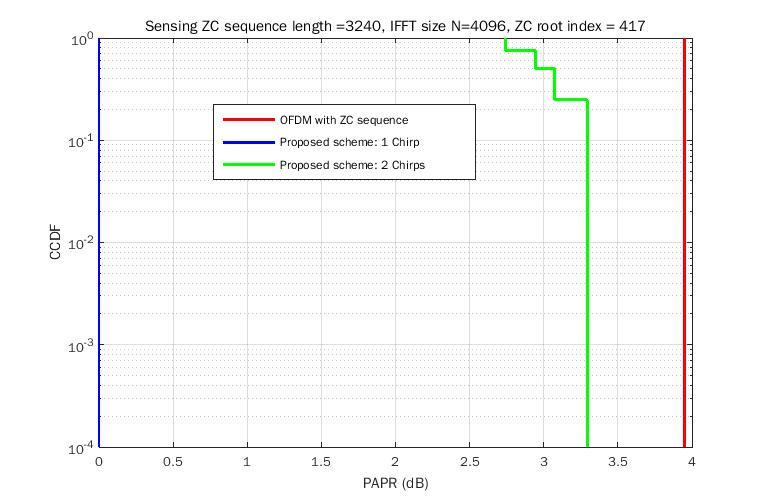 Sensing ZC sequence length =3240, IFFT size N=4096, ZC root index = 417
10^0
10^-1
10^-2
10^-3
10^-4
CCDF
OFDM with ZC sequence
Proposed scheme: 1 Chirp
Proposed scheme: 2 Chirps
0 0.5 1 1.5 2 2.5 3 3.5 4
PAPR (dB)